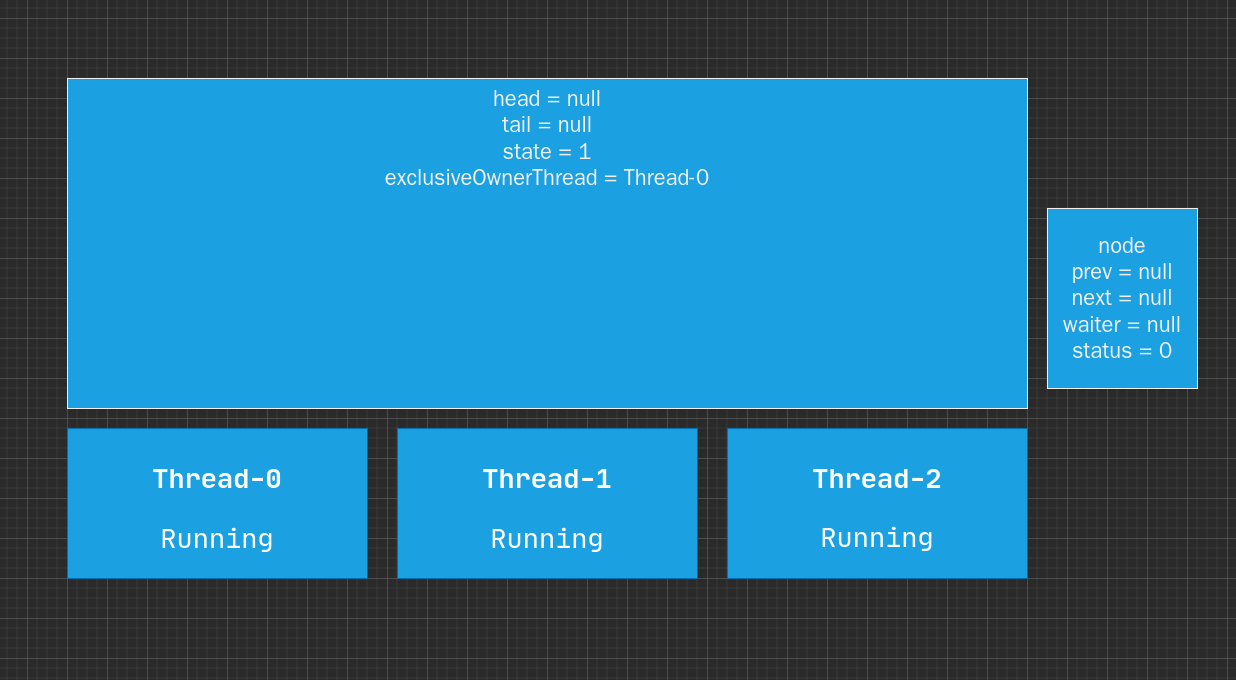 head = null
tail = null
state = 1
exclusiveOwnerThread = Thread-0
node
prev = null
next = null
waiter = null
status = 0
Thread-0
Running
Thread-1
Running
Thread-2
Running